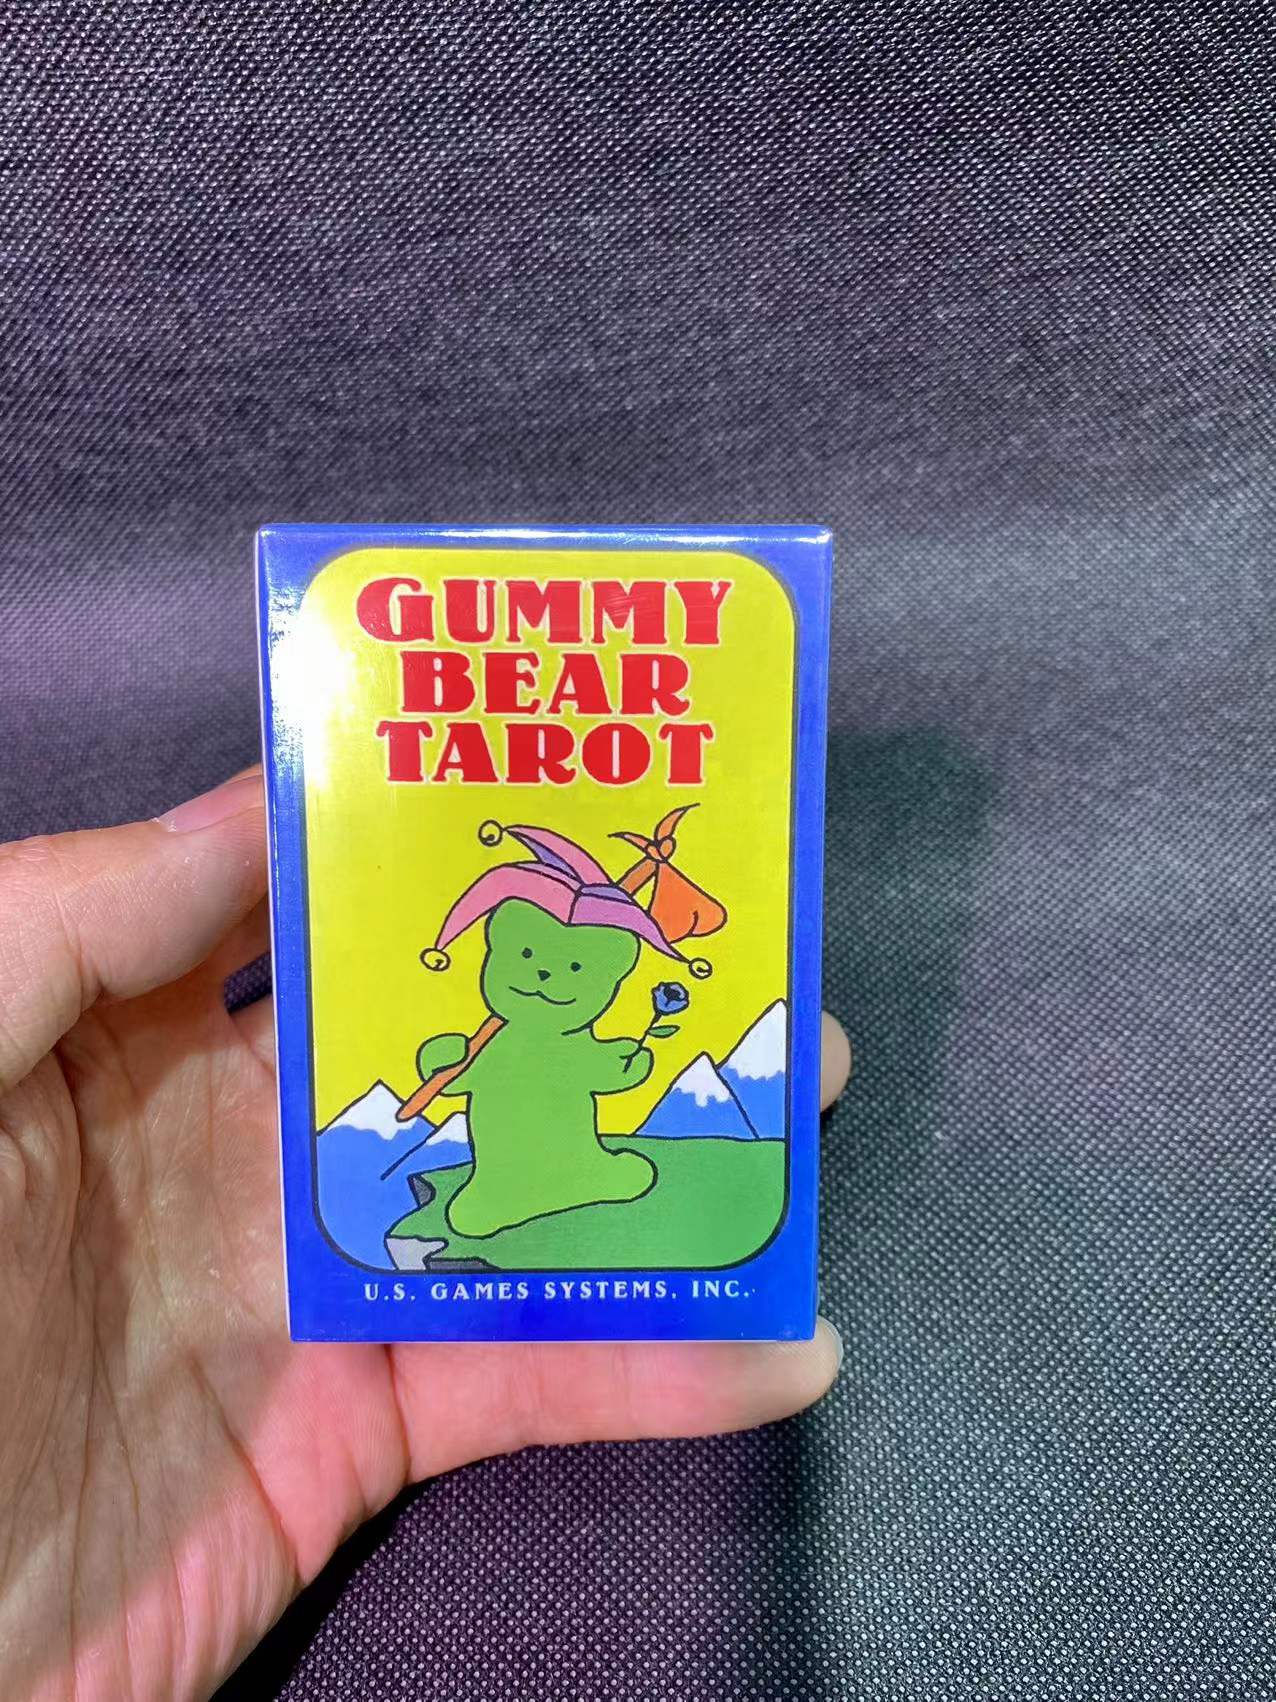 GUMMY
BEAR
TAROT
U.S. GAMES SYSTEMS, INC.